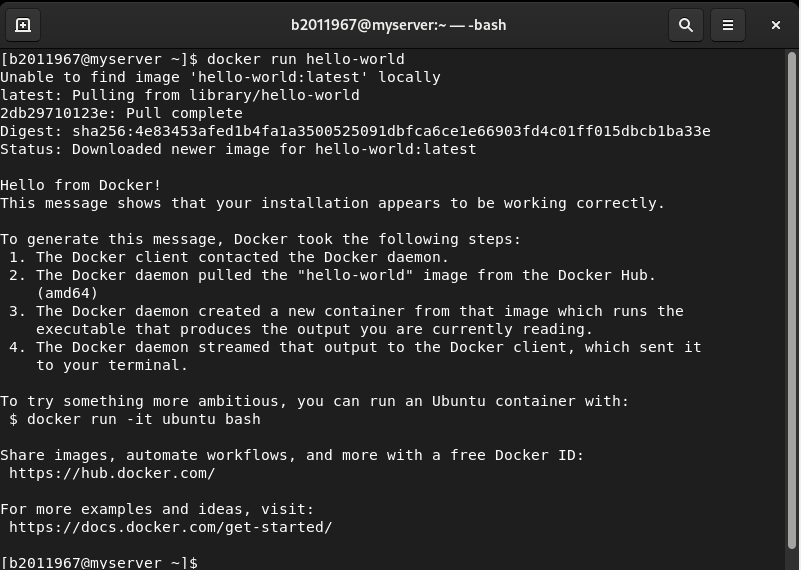 b2011967@myserver:~ — -bash
[b2011967@myserver ~]$ docker run hello-world
Unable to find image 'hello-world:latest' locally
latest: Pulling from library/hello-world
2db29710123e: Pull complete
Digest: sha256:4e83453afed1b4fa1a3500525091dbfca6ce1e66903fd4c01ff015dbcb1ba33e
Status: Downloaded newer image for hello-world:latest
Hello from Docker!
This message shows that your installation appears to be working correctly.
To generate this message, Docker took the following steps:
1. The Docker client contacted the Docker daemon.
2. The Docker daemon pulled the "hello-world" image from the Docker Hub.
(amd64)
3. The Docker daemon created a new container from that image which runs the
executable that produces the output you are currently reading.
4. The Docker daemon streamed that output to the Docker client, which sent it
to your terminal.
To try something more ambitious, you can run an Ubuntu container with:
$ docker run -it ubuntu bash
Share images, automate workflows, and more with a free Docker ID:
https://hub.docker.com/
For more examples and ideas, visit:
https://docs.docker.com/get-started/
[b2011967@myserver ~]$